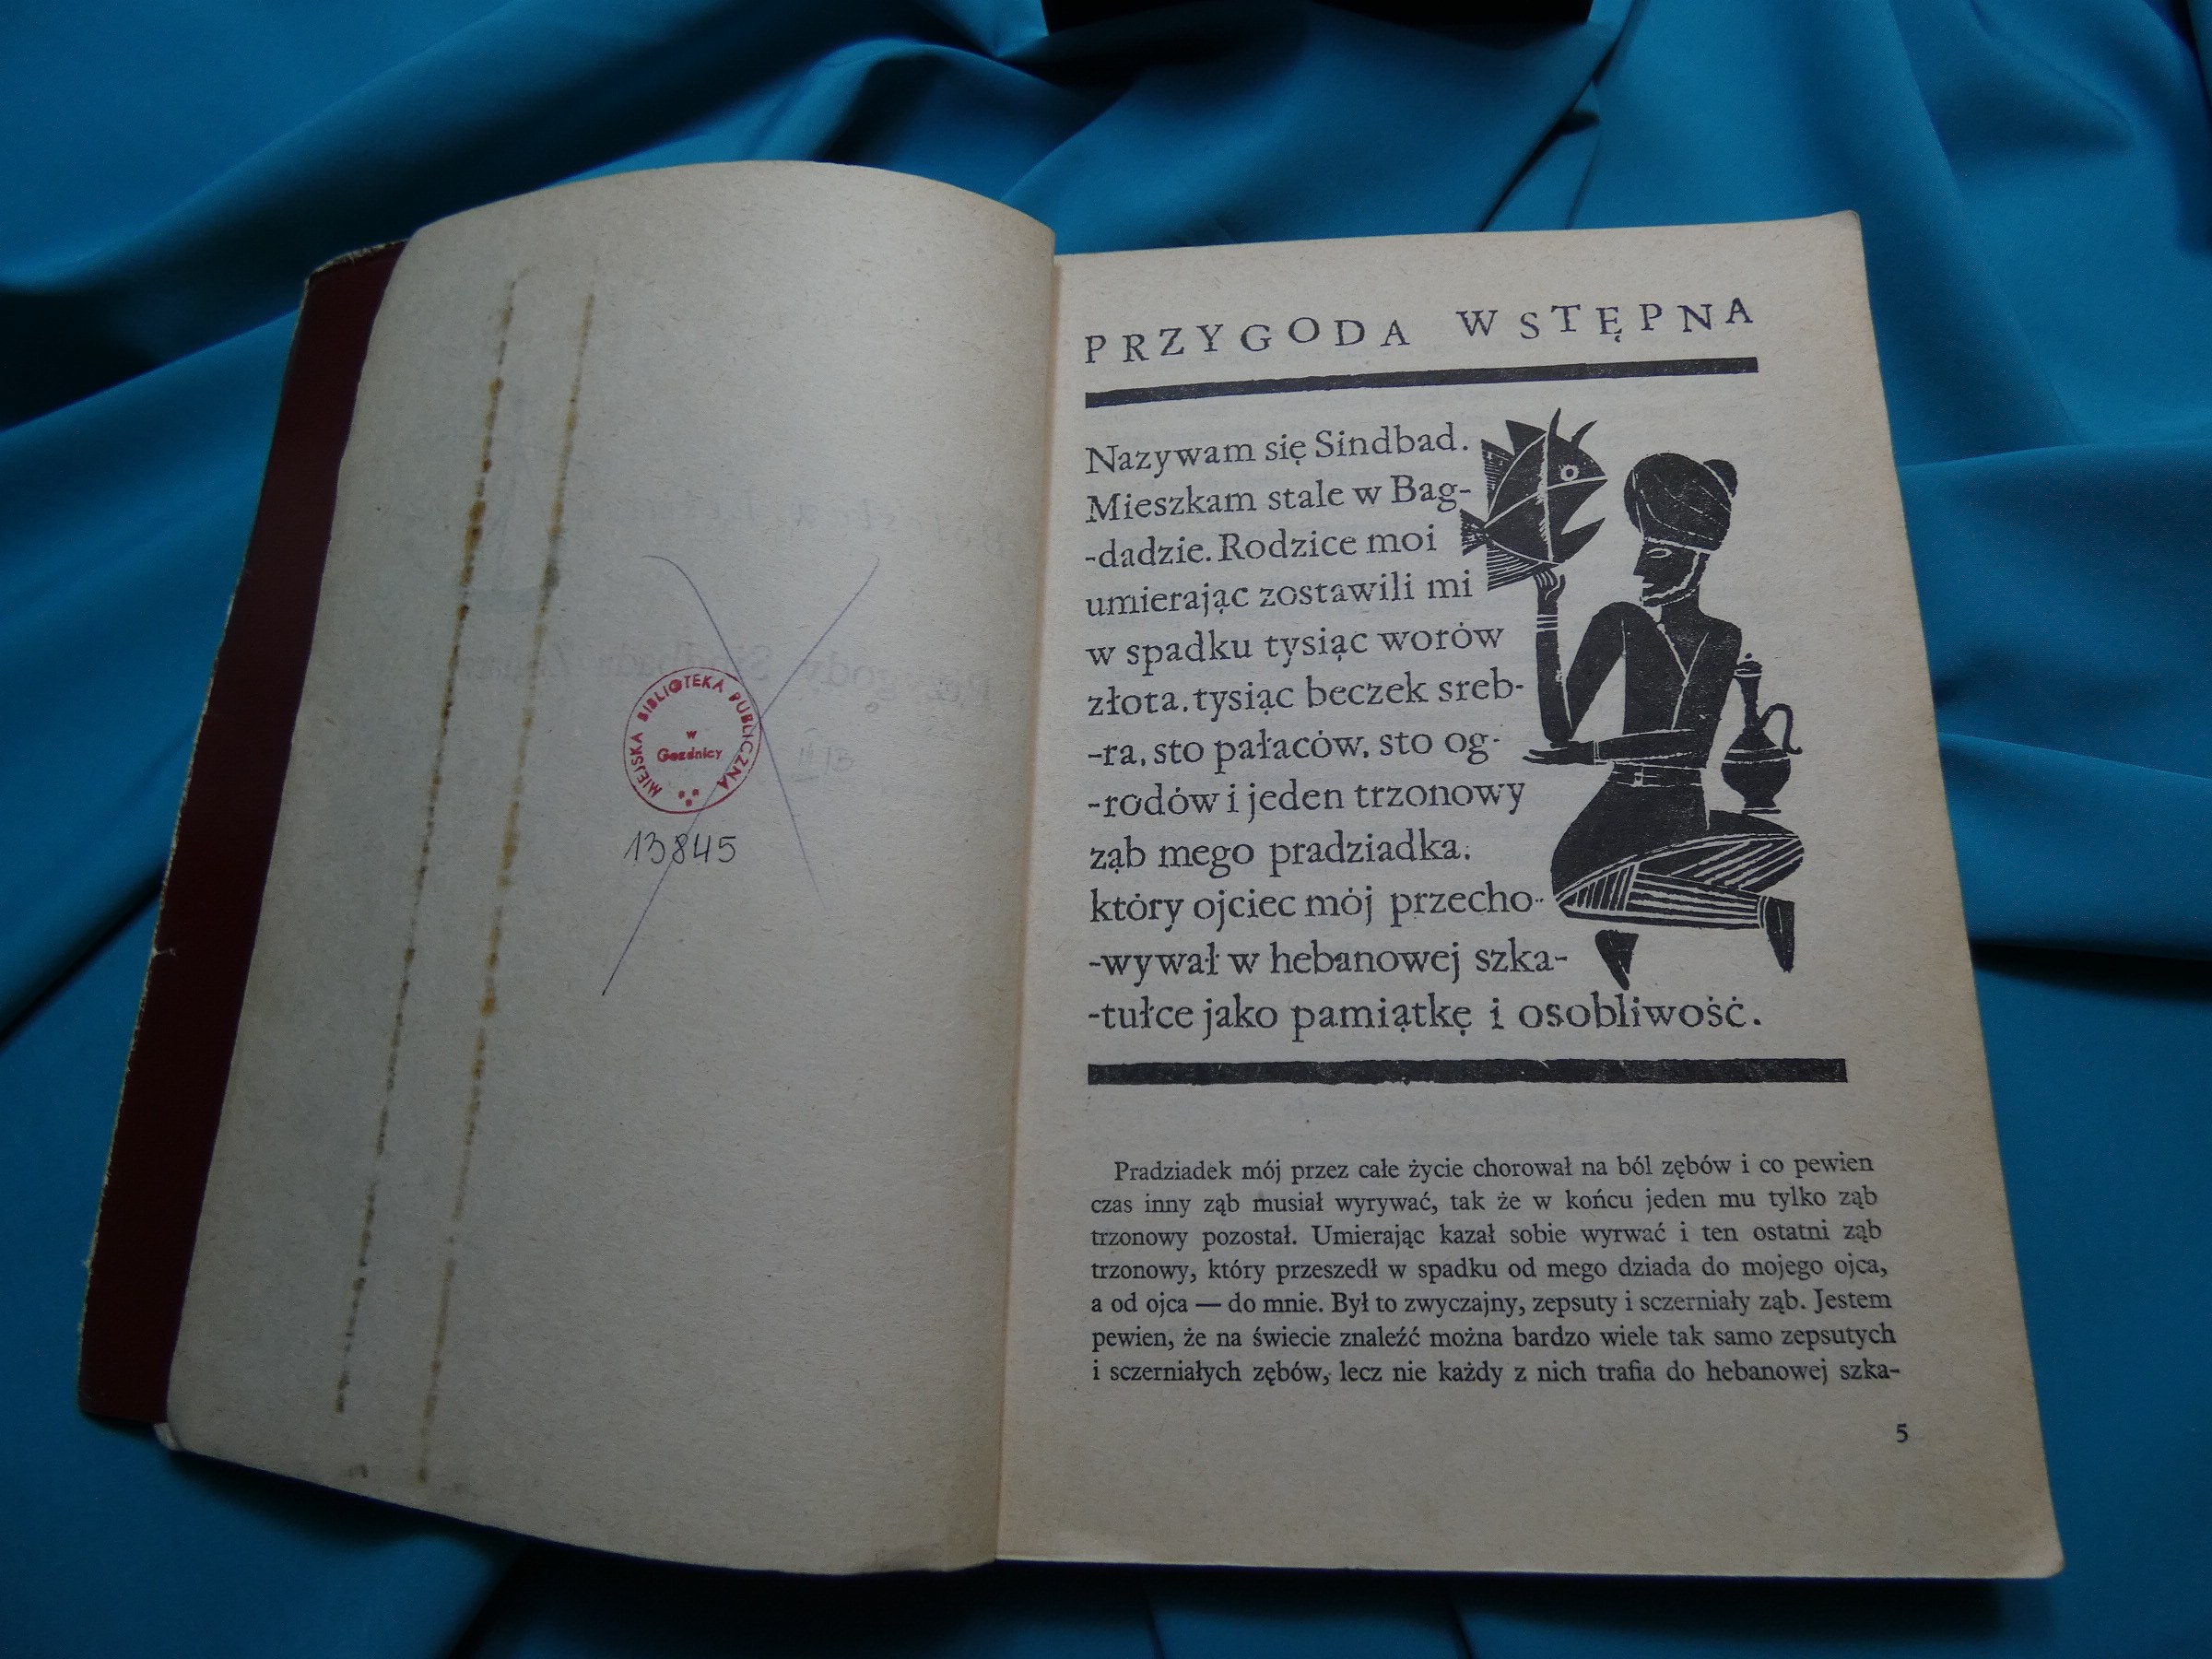 MIEJSKA BIBLIOTEKA PUBLICZNA
w
Gozdnicy
13845
PRZYGODA WSTĘPNA
Nazywam się Sindbad.
Mieszkam stale w Bag-
-dadzie. Rodzice moi
umierając zostawili mi
w spadku tysiąc worów
złota, tysiąc beczek sreb-
-ra, sto pałaców, sto og-
-rodów i jeden trzonowy
ząb mego pradziadka,
który ojciec mój przecho-
-wywał w hebanowej szka-
-tułce jako pamiątkę i osobliwość.
Pradziadek mój przez całe życie chorował na ból zębów i co pewien
czas inny ząb musiał wyrywać, tak że w końcu jeden mu tylko ząb
trzonowy pozostał. Umierając kazał sobie wyrwać i ten ostatni ząb
trzonowy, który przeszedł w spadku od mego dziada do mojego ojca,
a od ojca — do mnie. Był to zwyczajny, zepsuty i sczerniały ząb. Jestem
pewien, że na świecie znaleźć można bardzo wiele tak samo zepsutych
i sczerniałych zębów, lecz nie każdy z nich trafia do hebanowej szka-
5